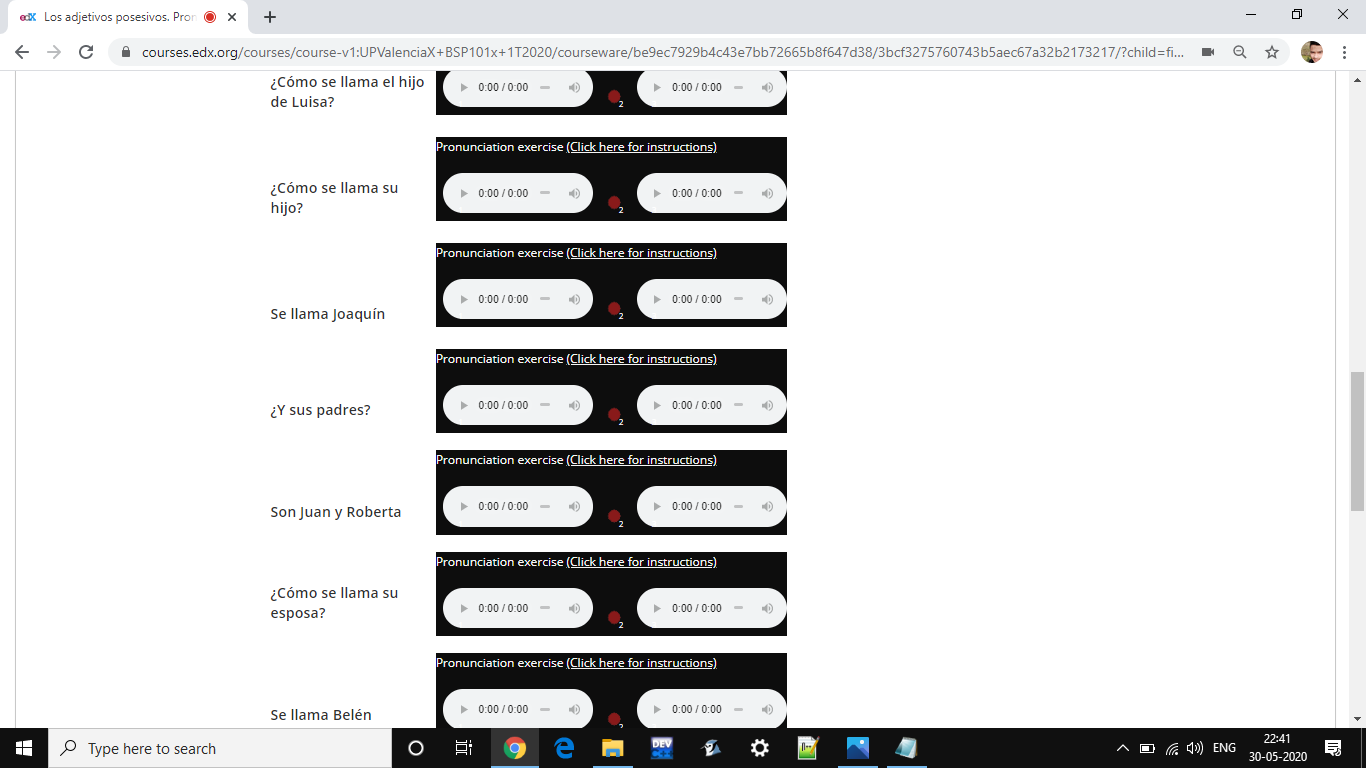 edX Los adjetivos posesivos. Pron
courses.edx.org/courses/course-v1:UPValenciaX+BSP101x+1T2020/courseware/be9ec7929b4c43e7bb72665b8f647d38/3bcf3275760743b5aec67a32b2173217/?child=fi...
¿Cómo se llama el hijo
de Luisa?
0:00 / 0:00
2
0:00 / 0:00
Pronunciation exercise (Click here for instructions)
¿Cómo se llama su
hijo?
0:00 / 0:00
2
0:00 / 0:00
Pronunciation exercise (Click here for instructions)
Se llama Joaquín
0:00 / 0:00
2
0:00 / 0:00
Pronunciation exercise (Click here for instructions)
¿Y sus padres?
0:00 / 0:00
2
0:00 / 0:00
Pronunciation exercise (Click here for instructions)
Son Juan y Roberta
0:00 / 0:00
2
0:00 / 0:00
Pronunciation exercise (Click here for instructions)
¿Cómo se llama su
esposa?
0:00 / 0:00
2
0:00 / 0:00
Pronunciation exercise (Click here for instructions)
Se llama Belén
0:00 / 0:00
2
0:00 / 0:00
Type here to search
DEV
ENG
22:41
30-05-2020